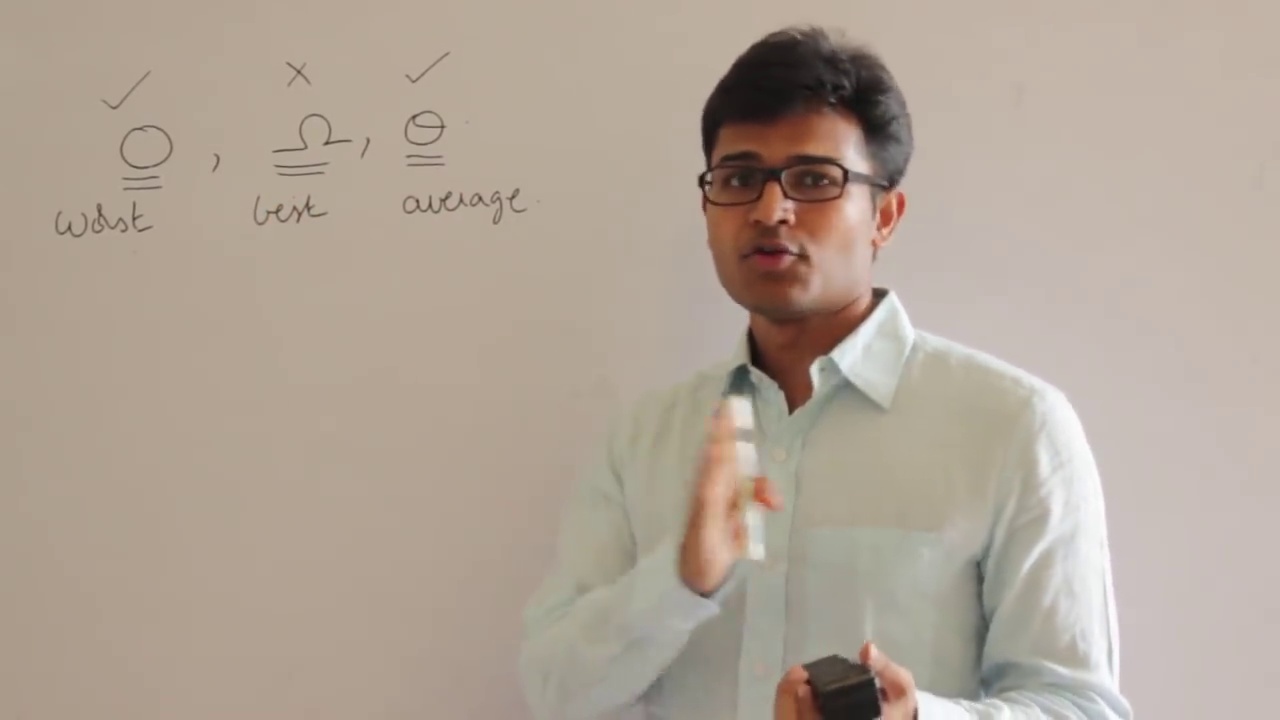 ✓ × ✓
O , Ω , θ
worst best average